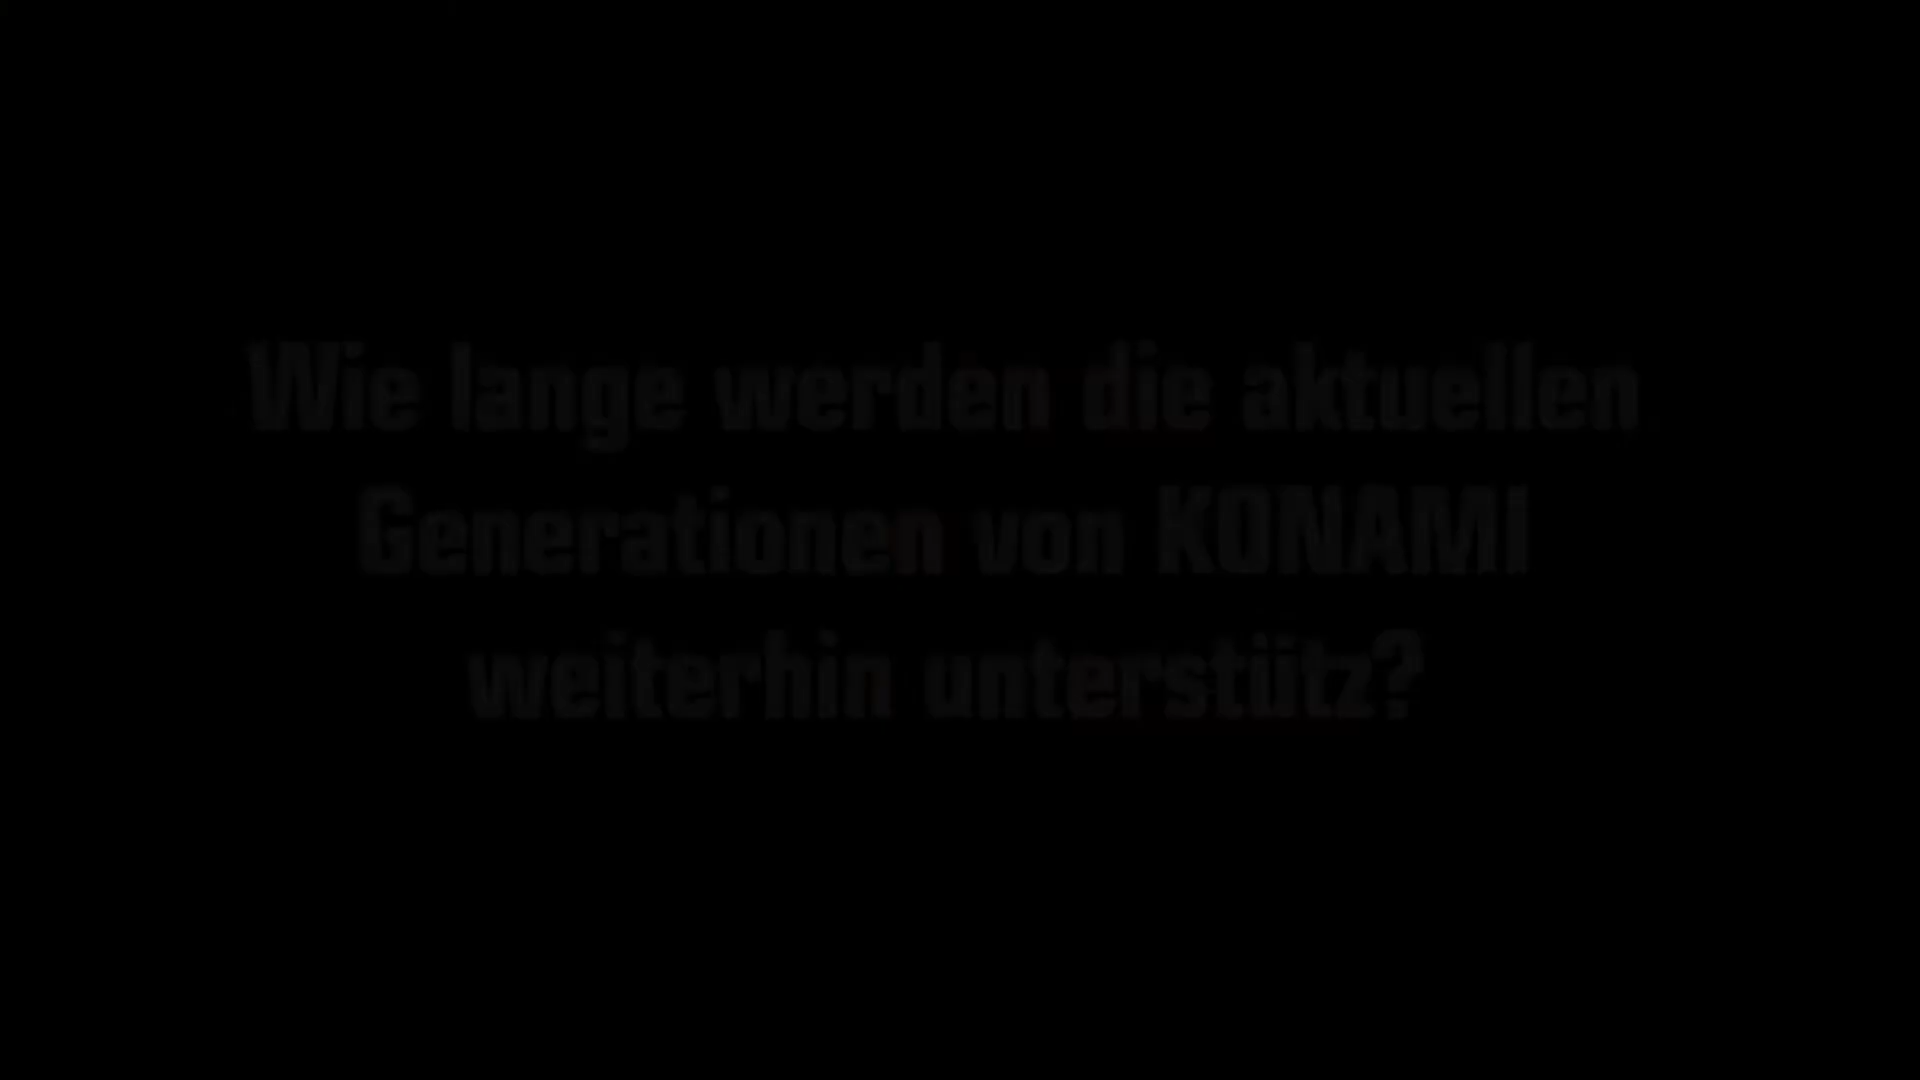 Wie lange werden die aktuellen
Generationen von KONAMI
weiterhin unterstütz?